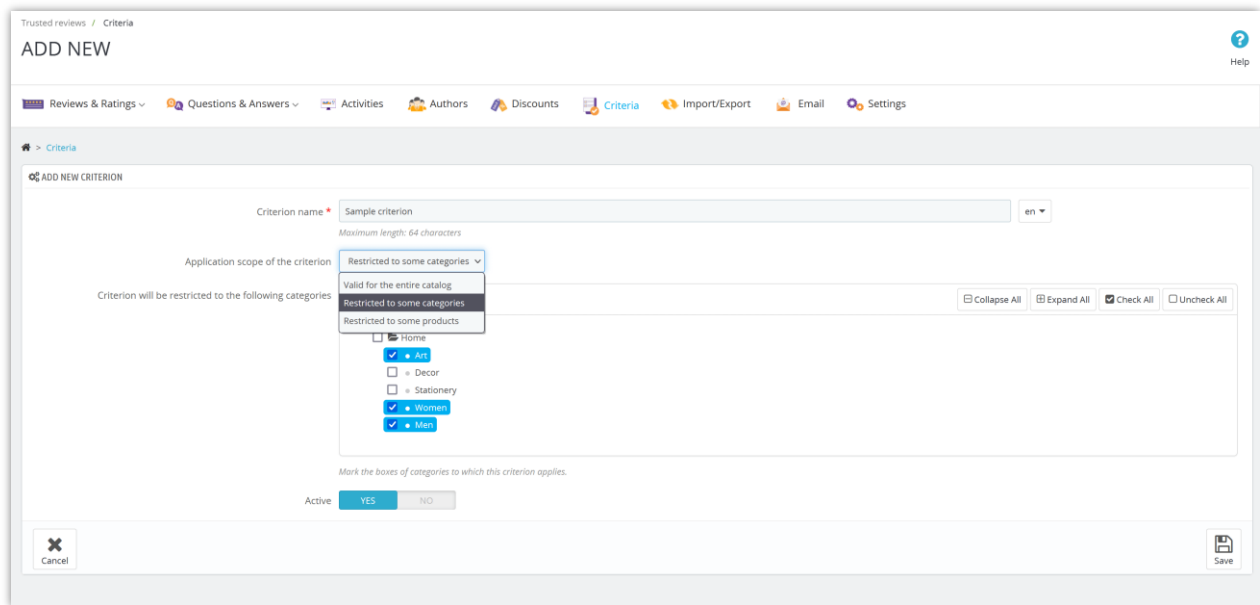 Trusted reviews / Criteria
ADD NEW
Help
Reviews & Ratings
Questions & Answers
Activities
Authors
Discounts
Criteria
Import/Export
Email
Settings
> Criteria
ADD NEW CRITERION
Criterion name *
Sample criterion
en
Maximum length: 64 characters
Application scope of the criterion
Restricted to some categories
Valid for the entire catalog
Restricted to some categories
Restricted to some products
Criterion will be restricted to the following categories
Collapse All
Expand All
Check All
Uncheck All
Home
Art
Decor
Stationery
Women
Men
Mark the boxes of categories to which this criterion applies.
Active
YES
NO
Cancel
Save